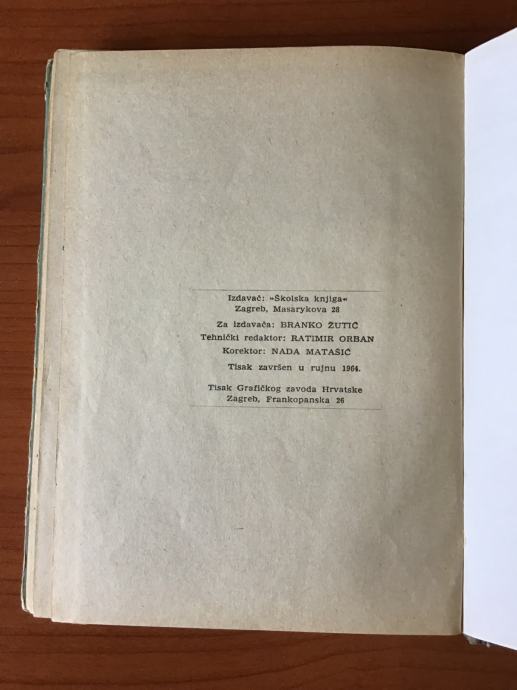 Izdavač: »Školska knjiga«
Zagreb, Masarykova 28
Za izdavača: BRANKO ŽUTIĆ
Tehnički redaktor: RATIMIR ORBAN
Korektor: NADA MATAŠIĆ
Tisak završen u rujnu 1964.
Tisak Grafičkog zavoda Hrvatske
Zagreb, Frankopanska 26